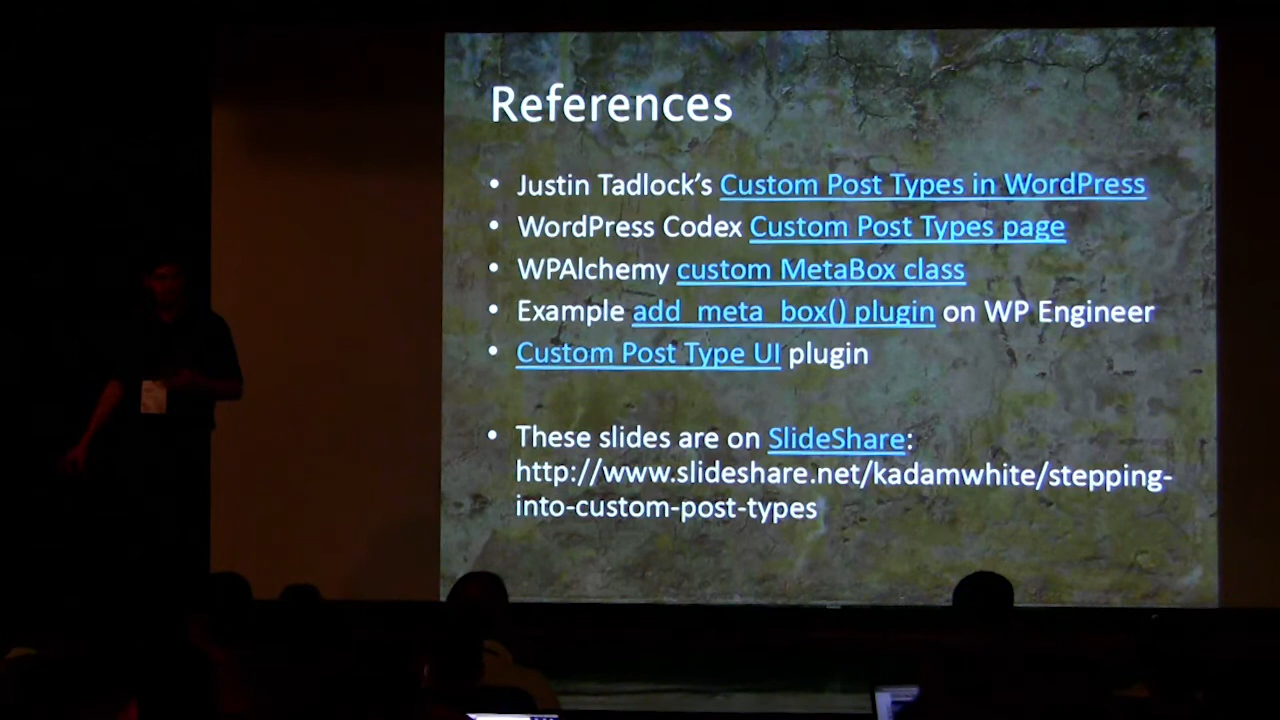 References
• Justin Tadlock's Custom Post Types in WordPress
• WordPress Codex Custom Post Types page
• WPAlchemy custom MetaBox class
• Example add_meta_box() plugin on WP Engineer
• Custom Post Type UI plugin
• These slides are on SlideShare:
http://www.slideshare.net/kadamwhite/stepping-
into-custom-post-types